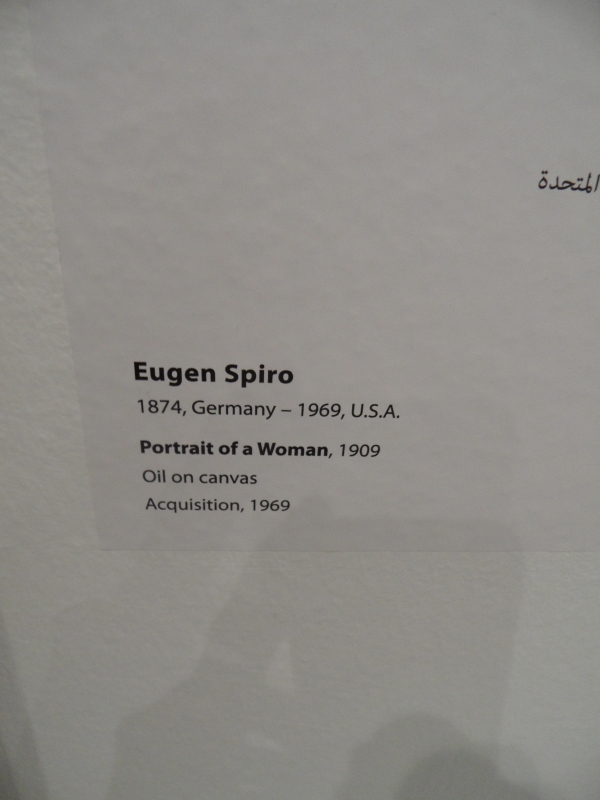 المتحدة
Eugen Spiro
1874, Germany – 1969, U.S.A.
Portrait of a Woman, 1909
Oil on canvas
Acquisition, 1969